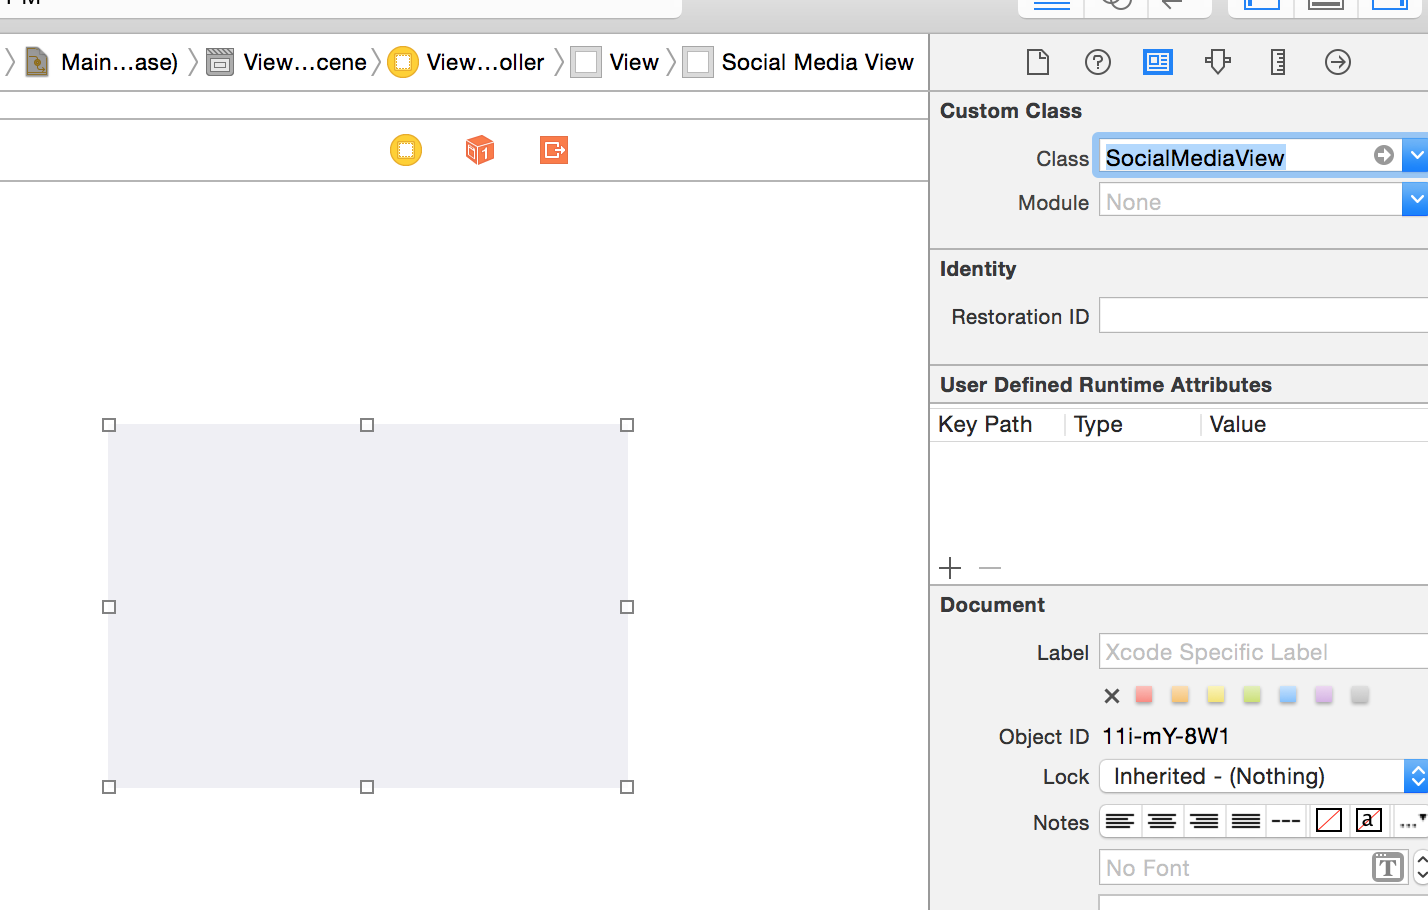 Main...ase) View...cene View...oller View Social Media View
Custom Class
Class SocialMediaView
Module None
Identity
Restoration ID
User Defined Runtime Attributes
Key Path Type Value
Document
Label Xcode Specific Label
Object ID 11i-mY-8W1
Lock Inherited - (Nothing)
Notes
No Font T